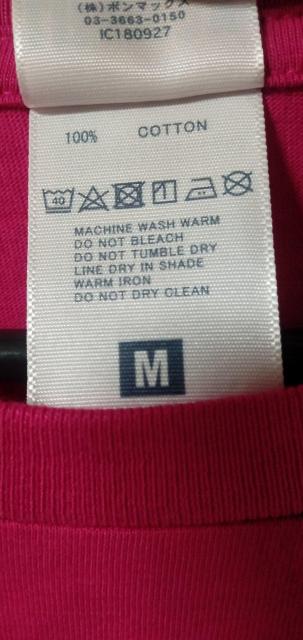 (株)ボンマックス
03-3663-0150
IC180927
100% COTTON
40
MACHINE WASH WARM
DO NOT BLEACH
DO NOT TUMBLE DRY
LINE DRY IN SHADE
WARM IRON
DO NOT DRY CLEAN
M